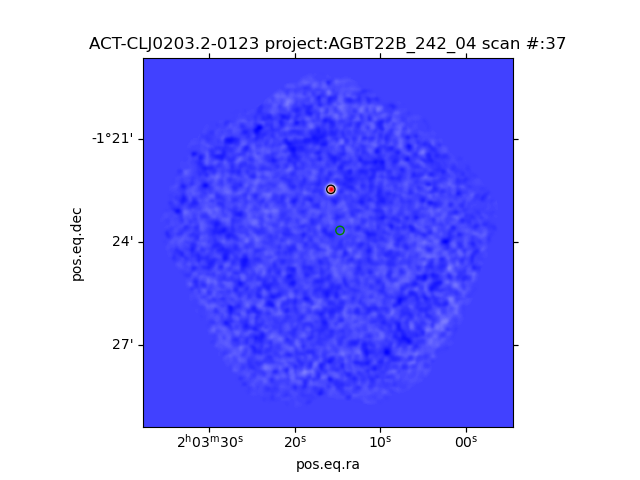 ACT-CLJ0203.2-0123 project:AGBT22B_242_04 scan #:37
-1°21'
24'
27'
pos.eq.dec
2ʰ03ᵐ30ˢ 20ˢ 10ˢ 00ˢ
pos.eq.ra